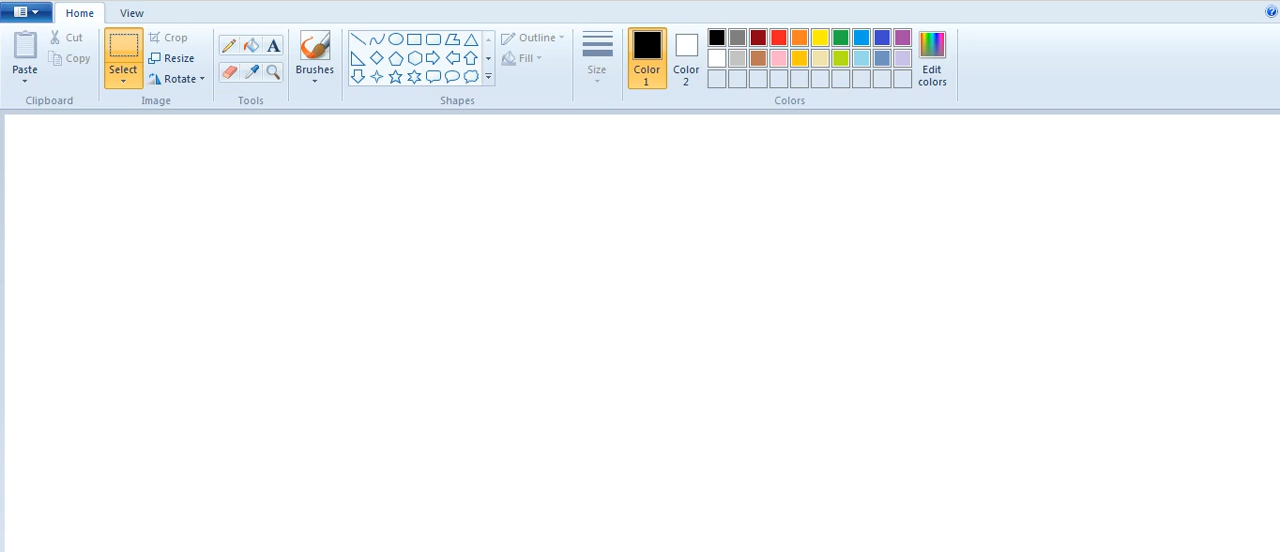 Home View
Cut
Copy
Paste
Clipboard
Select
Crop
Resize
Rotate
Image
A
Tools
Brushes
Outline
Fill
Shapes
Size
Color
1
Color
2
Edit
colors
Colors
?